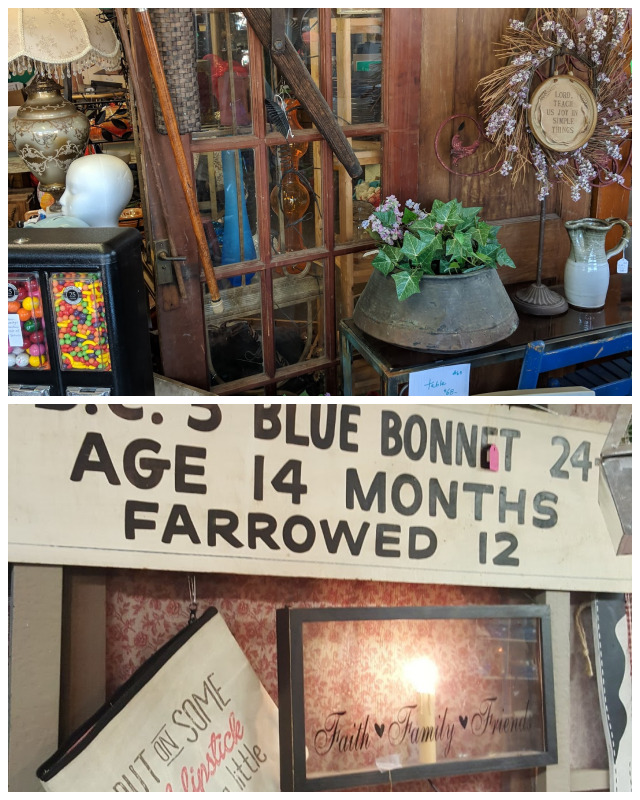 LORD,
TEACH
US JOY IN
SIMPLE
THINGS
table
BLUE BONNET 24
AGE 14 MONTHS
FARROWED 12
ON SOME
lipstick
little
Faith ♥ Family ♥ Friends